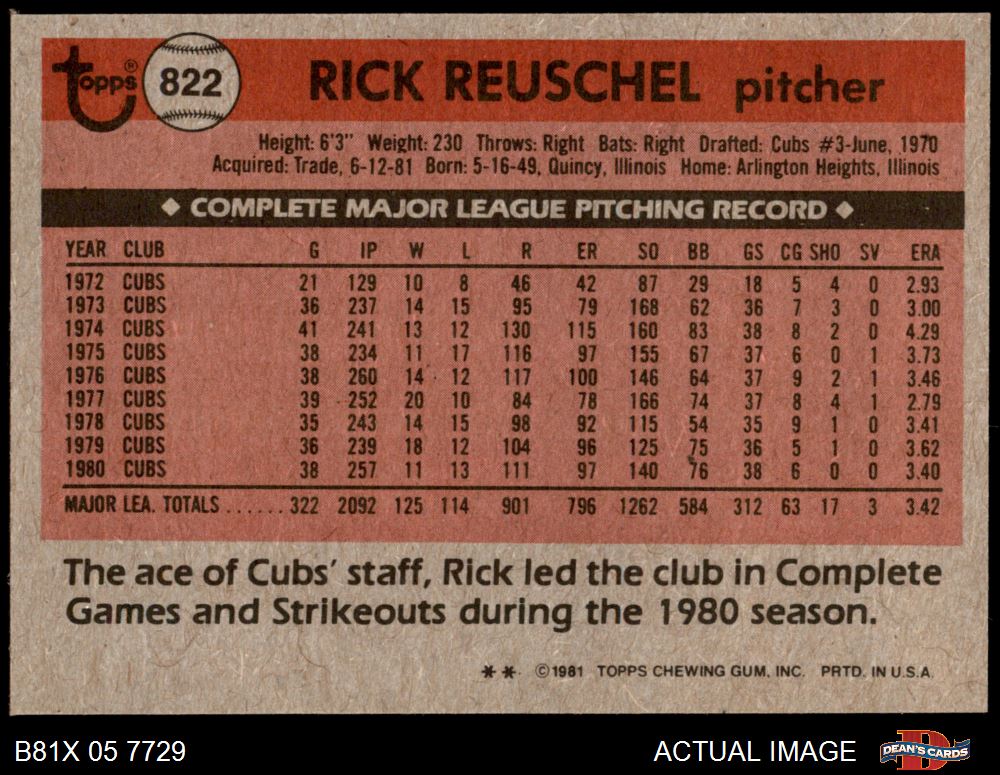 Topps ® 822 RICK REUSCHEL pitcher
Height: 6'3" Weight: 230 Throws: Right Bats: Right Drafted: Cubs #3-June, 1970
Acquired: Trade, 6-12-81 Born: 5-16-49, Quincy, Illinois Home: Arlington Heights, Illinois
◆ COMPLETE MAJOR LEAGUE PITCHING RECORD ◆
YEAR CLUB G IP W L R ER SO BB GS CG SHO SV ERA
1972 CUBS 21 129 10 8 46 42 87 29 18 5 4 0 2.93
1973 CUBS 36 237 14 15 95 79 168 62 36 7 3 0 3.00
1974 CUBS 41 241 13 12 130 115 160 83 38 8 2 0 4.29
1975 CUBS 38 234 11 17 116 97 155 67 37 6 0 1 3.73
1976 CUBS 38 260 14 12 117 100 146 64 37 9 2 1 3.46
1977 CUBS 39 252 20 10 84 78 166 74 37 8 4 1 2.79
1978 CUBS 35 243 14 15 98 92 115 54 35 9 1 0 3.41
1979 CUBS 36 239 18 12 104 96 125 75 36 5 1 0 3.62
1980 CUBS 38 257 11 13 111 97 140 76 38 6 0 0 3.40
MAJOR LEA. TOTALS ...... 322 2092 125 114 901 796 1262 584 312 63 17 3 3.42
The ace of Cubs' staff, Rick led the club in Complete
Games and Strikeouts during the 1980 season.
** ©1981 TOPPS CHEWING GUM, INC. PRTD. IN U.S.A.
B81X 05 7729 ACTUAL IMAGE DEAN'S CARDS